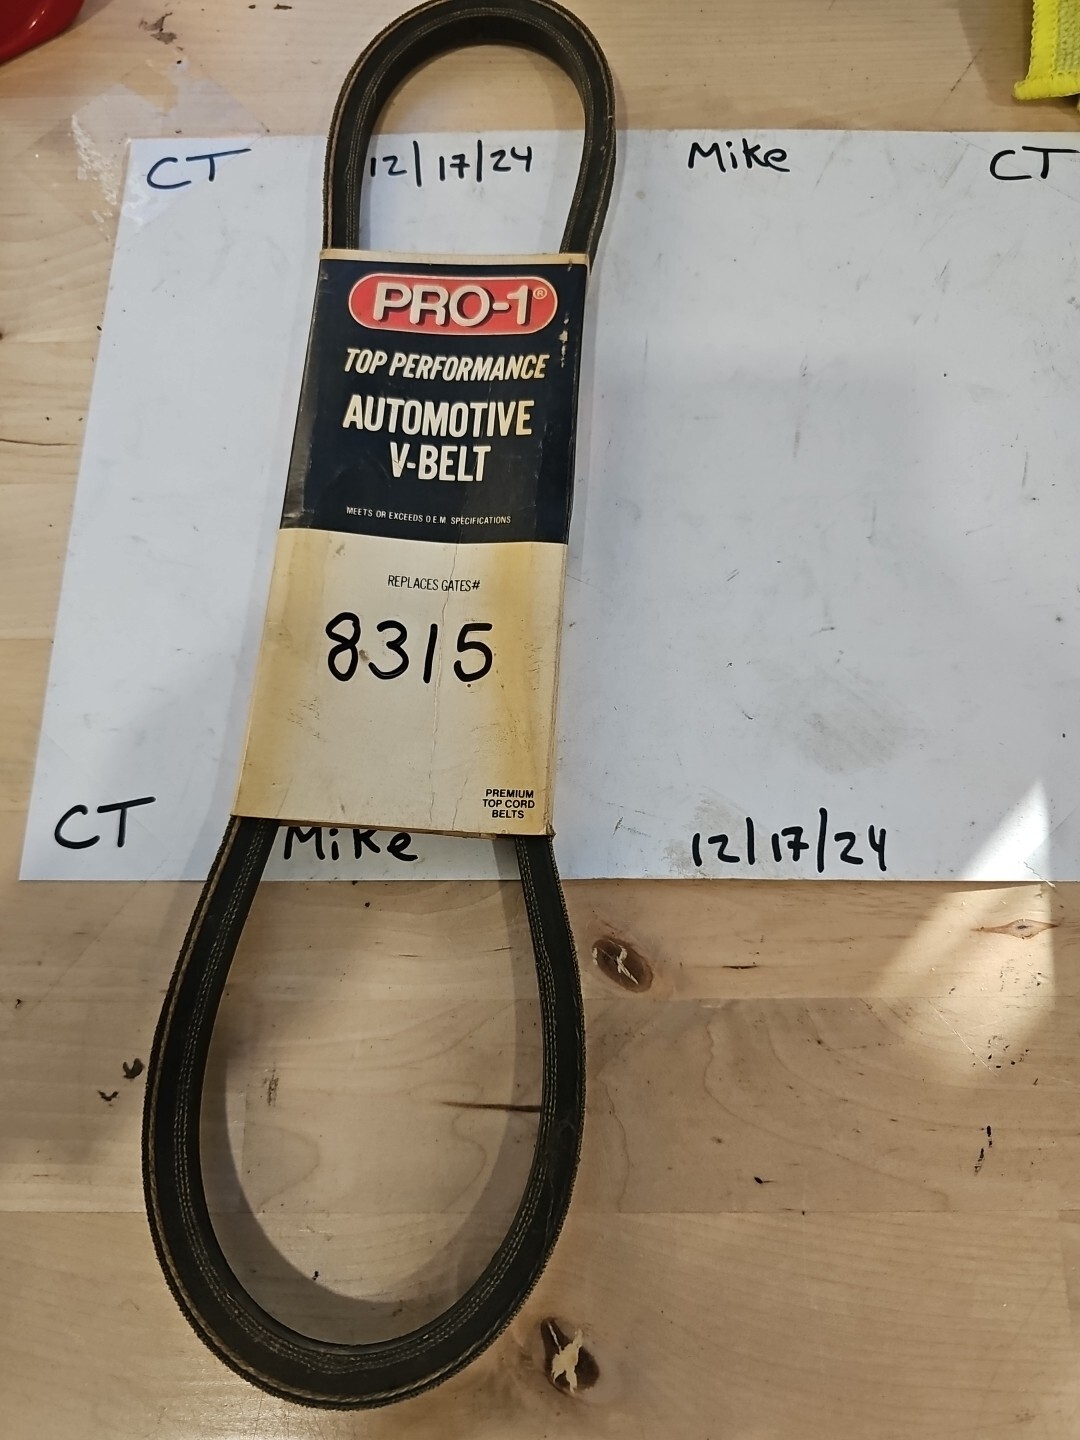 CT 12/17/24 Mike CT
PRO-1®
TOP PERFORMANCE
AUTOMOTIVE
V-BELT
MEETS OR EXCEEDS O.E.M. SPECIFICATIONS
REPLACES GATES#
8315
PREMIUM
TOP CORD
BELTS
CT Mike 12/17/24